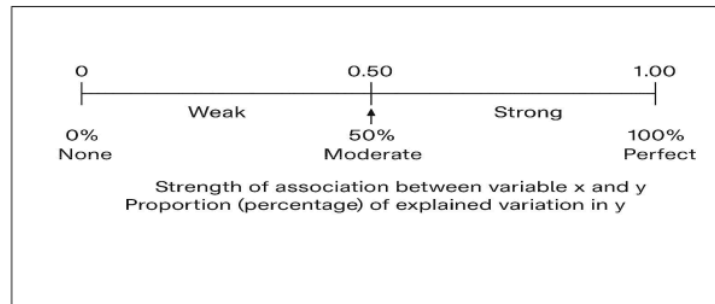 0 0.50 1.00
Weak Strong
0% 50% 100%
None Moderate Perfect
Strength of association between variable x and y
Proportion (percentage) of explained variation in y